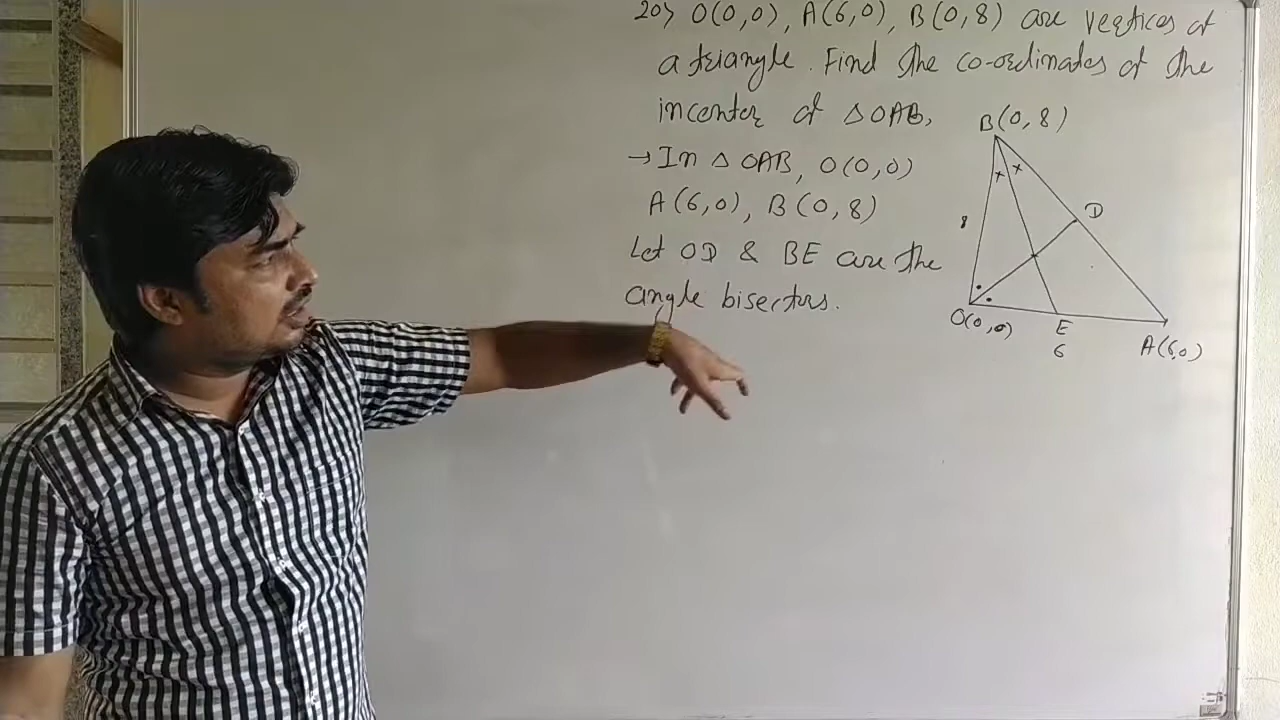 20> O(0,0), A(6,0), B(0,8) are vertices of
a triangle. Find the co-ordinates of the
incenter of △OAB,
→ In △OAB, O(0,0)
A(6,0), B(0,8)
Let OD & BE are the
angle bisectors.
B(0,8)
x x
D
8
O(0,0)
E
6
A(6,0)